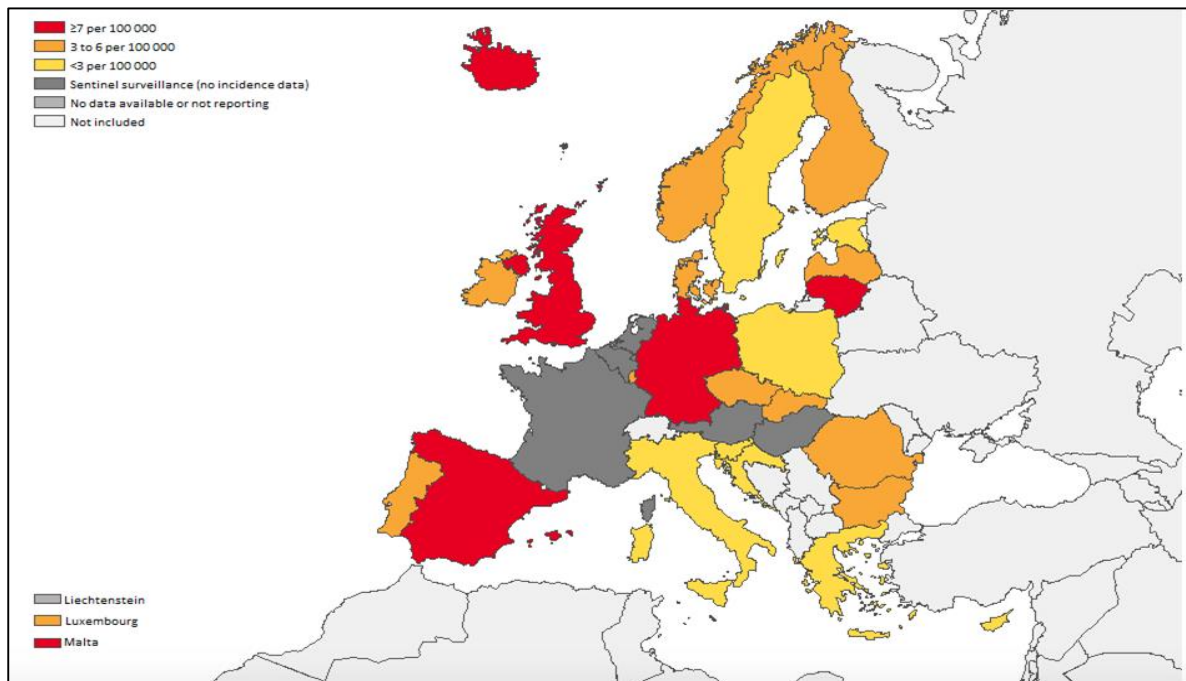 ≥7 per 100 000
3 to 6 per 100 000
<3 per 100 000
Sentinel surveillance (no incidence data)
No data available or not reporting
Not included
Liechtenstein
Luxembourg
Malta